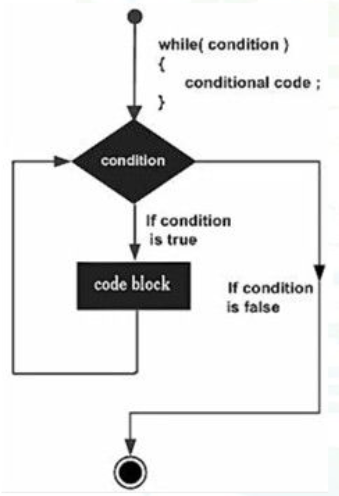 while( condition )
{
conditional code ;
}
condition
If condition
is true
code block
If condition
is false